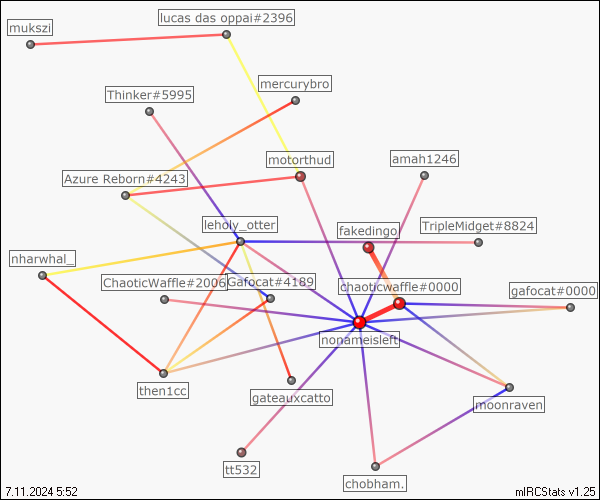 lucas das oppai#2396
mukszi
mercurybro
Thinker#5995
motorthud
amah1246
Azure Reborn#4243
leholy_otter
fakedingo
TripleMidget#8824
nharwhal_
ChaoticWaffle#2006
Gafocat#4189
chaoticwaffle#0000
gafocat#0000
nonameisleft
then1cc
gateauxcatto
moonraven
tt532
chobham.
7.11.2024 5:52
mIRCStats v1.25